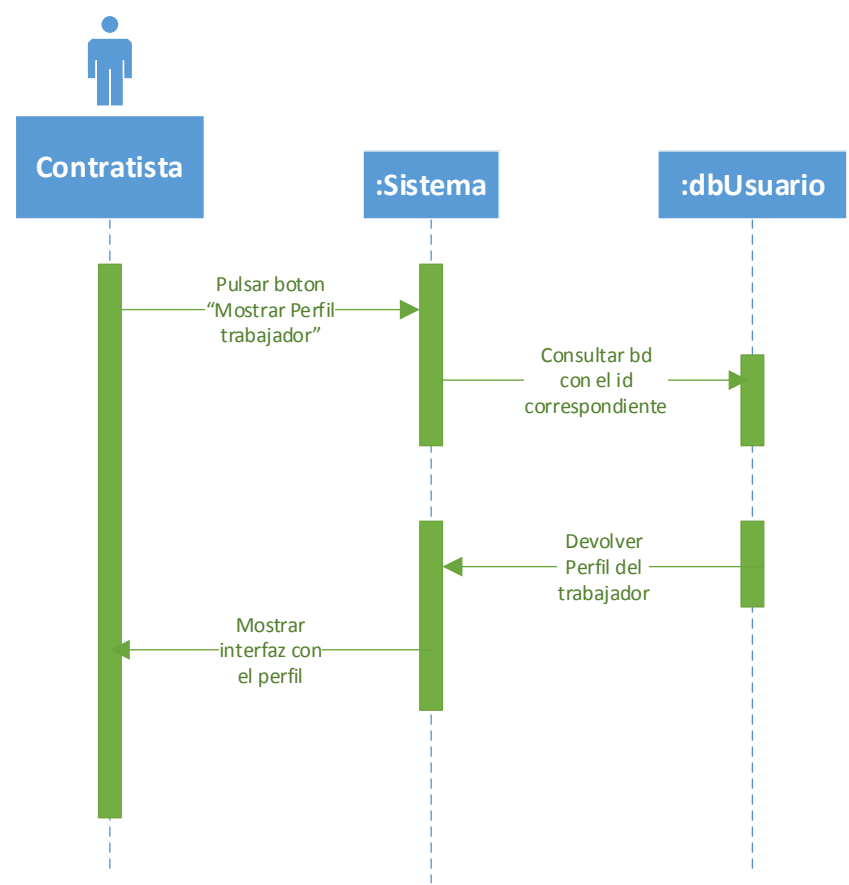 Contratista
:Sistema
:dbUsuario
Pulsar boton
“Mostrar Perfil
trabajador”
Consultar bd
con el id
correspondiente
Devolver
Perfil del
trabajador
Mostrar
interfaz con
el perfil